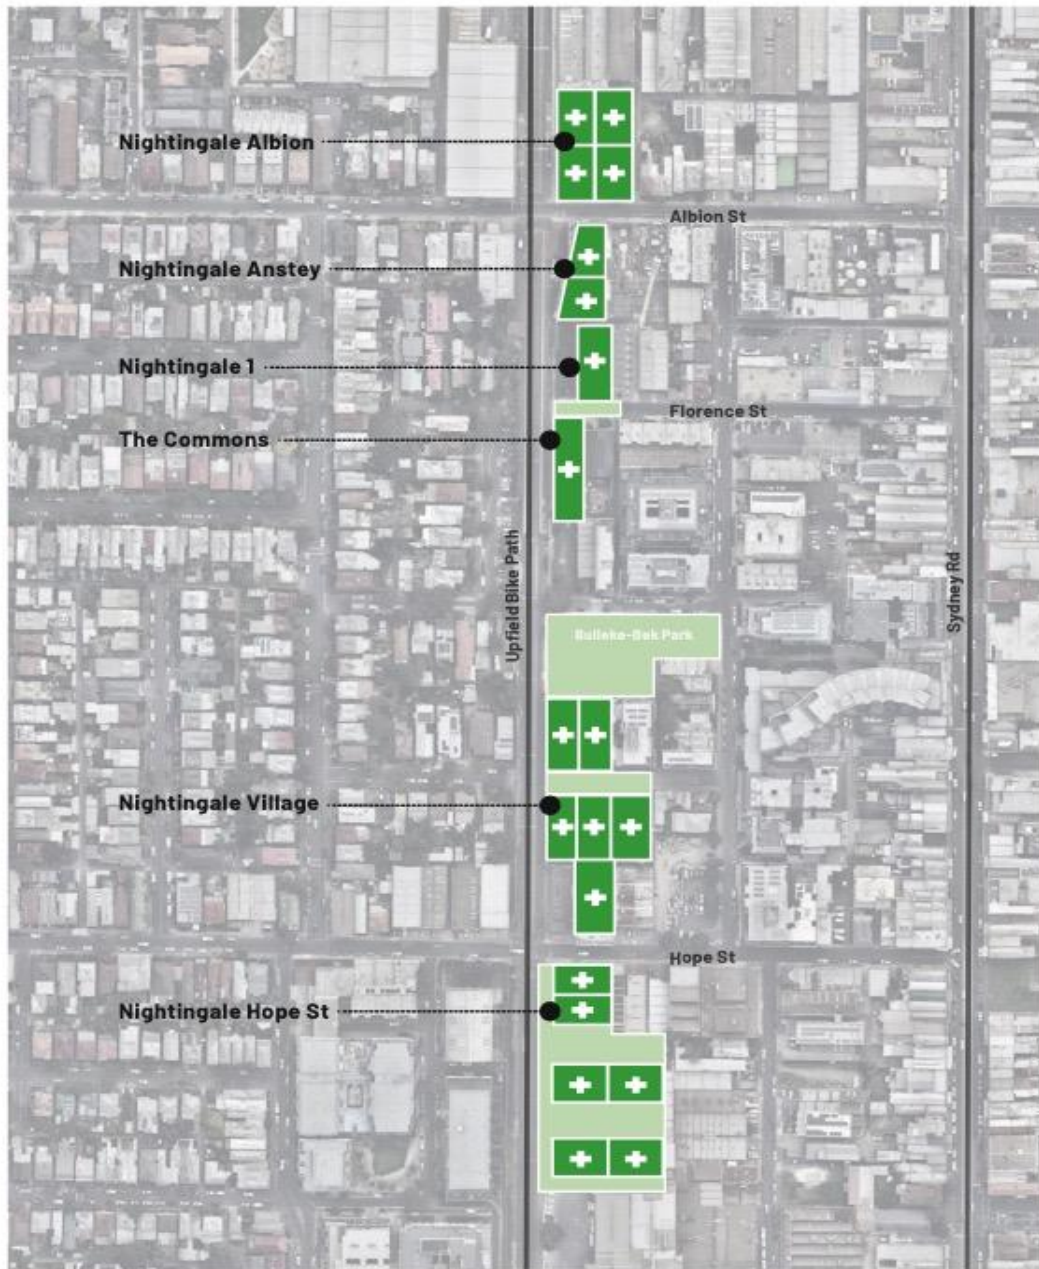 Nightingale Albion
Albion St
Nightingale Anstey
Nightingale 1
Florence St
The Commons
Upfield Bike Path
Sydney Rd
Bulleke-Bek Park
Nightingale Village
Hope St
Nightingale Hope St